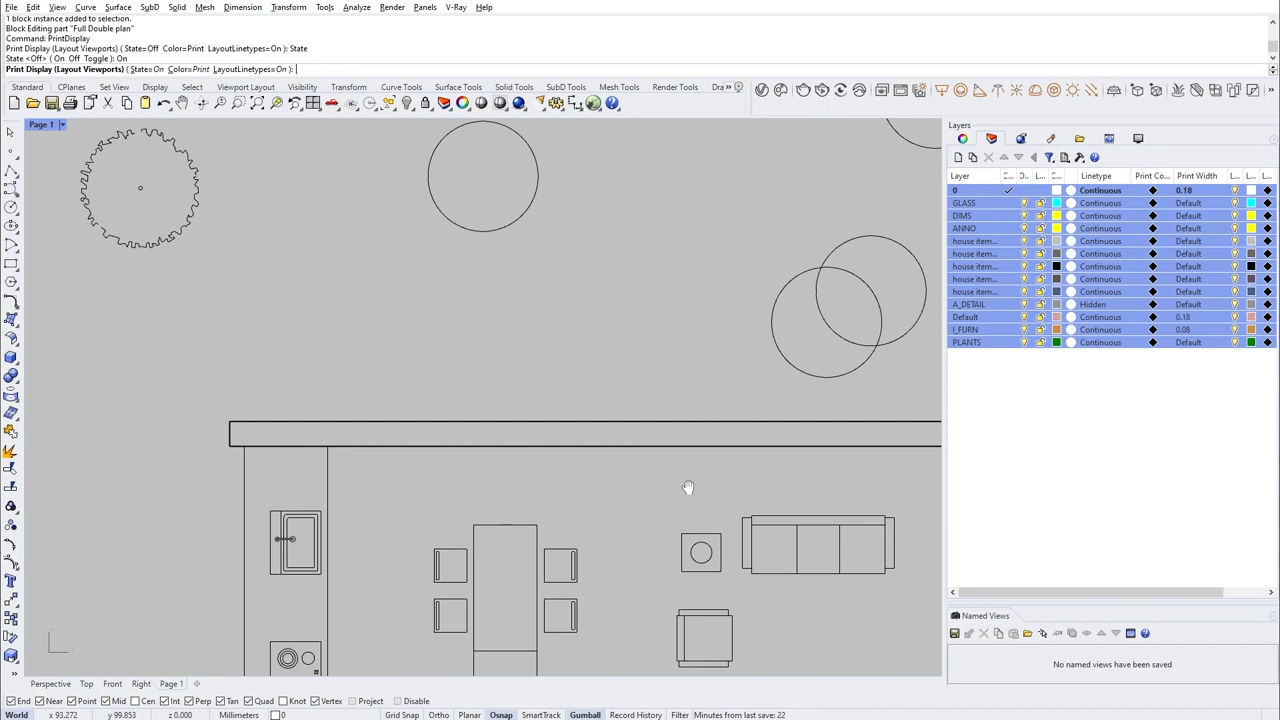 File Edit View Curve Surface SubD Solid Mesh Dimension Transform Tools Analyze Render Panels V-Ray Help
1 block instance added to selection.
Block Editing part "Full Double plan"
Command: PrintDisplay
Print Display (Layout Viewports) ( State=Off Color=Print LayoutLinetypes=On ): State
State <Off> ( On Off Toggle ): On
Print Display (Layout Viewports) ( State=On Color=Print LayoutLinetypes=On ):
Standard CPlanes Set View Display Select Viewport Layout Visibility Transform Curve Tools Surface Tools Solid Tools SubD Tools Mesh Tools Render Tools Dra
Page 1
Layers
Layer C... O... L... C... Linetype Print Co... Print Width L... L... L...
0 Continuous 0.18
GLASS Continuous Default
DIMS Continuous Default
ANNO Continuous Default
house item... Continuous Default
house item... Continuous Default
house item... Continuous Default
house item... Continuous Default
house item... Continuous Default
A_DETAIL Hidden Default
Default Continuous 0.18
I_FURN Continuous 0.08
PLANTS Continuous Default
Named Views
No named views have been saved
Perspective Top Front Right Page 1
End Near Point Mid Cen Int Perp Tan Quad Knot Vertex Project Disable
World x 93.272 y 99.853 z 0.000 Millimeters 0 Grid Snap Ortho Planar Osnap SmartTrack Gumball Record History Filter Minutes from last save: 22